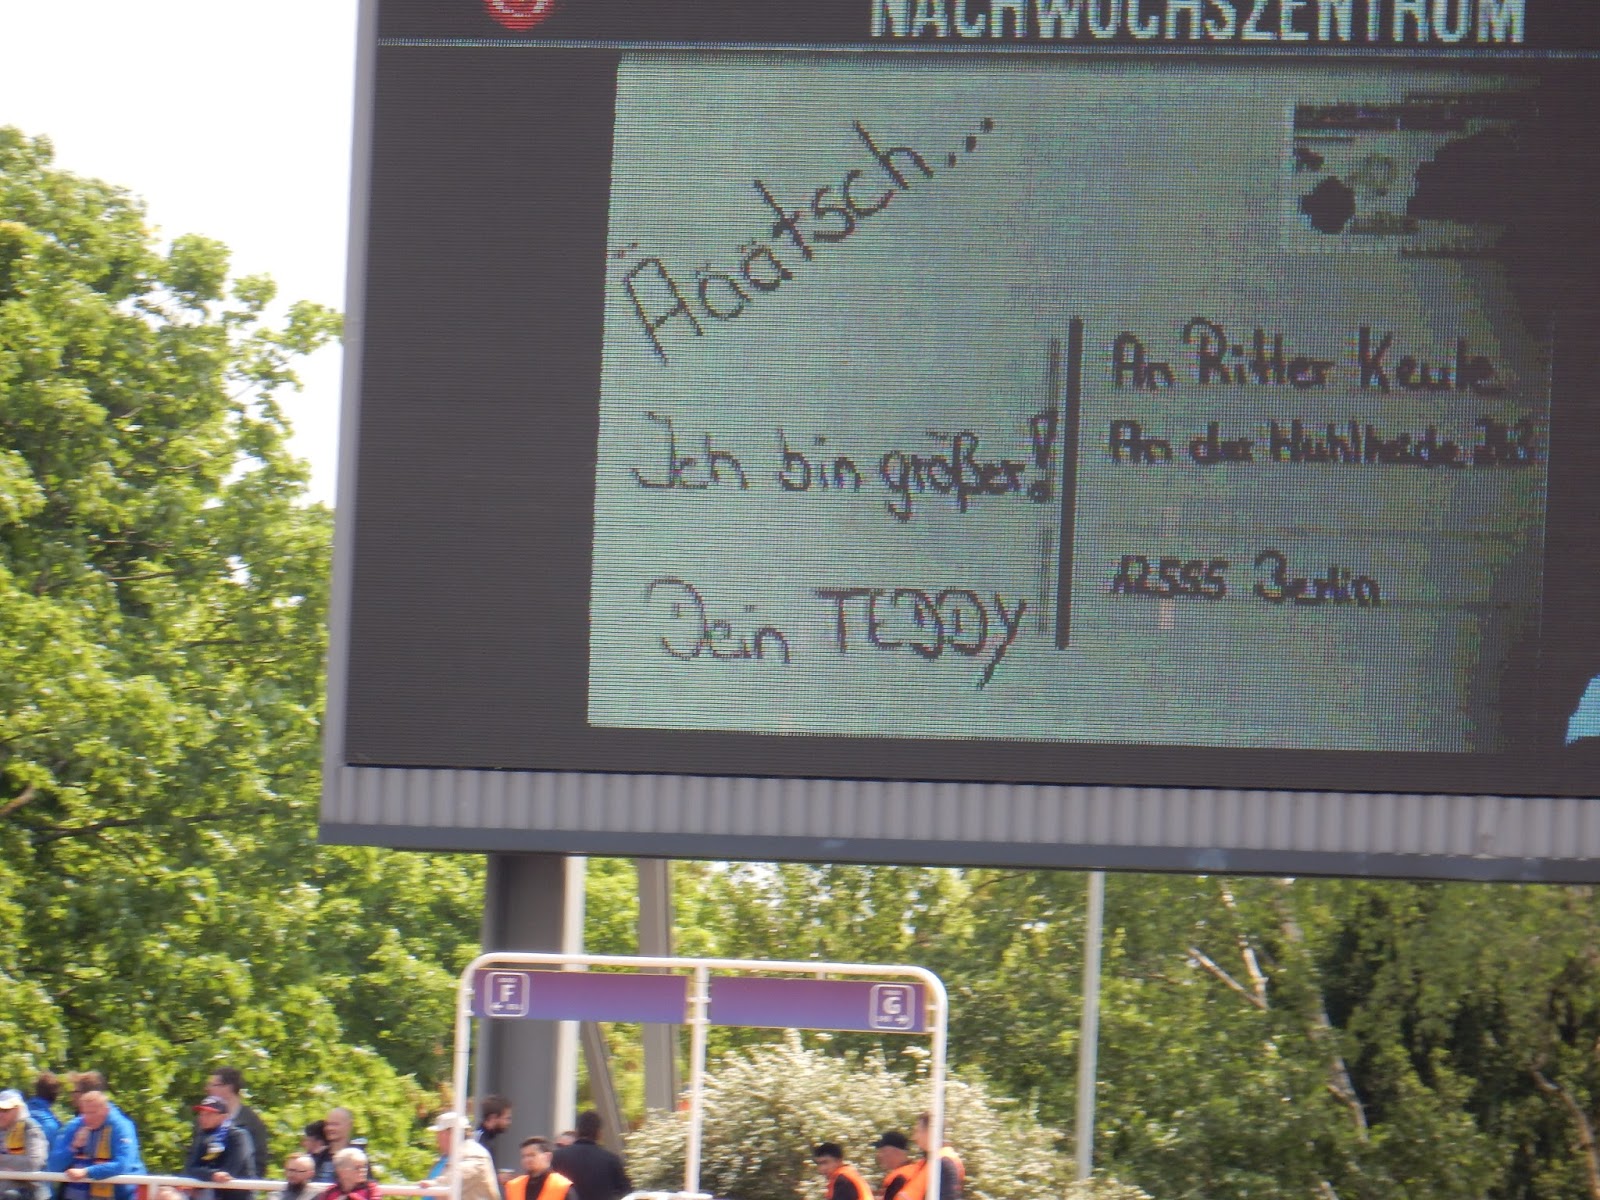 NACHWUCHSZENTRUM
Äöätsch...
Ich bin größer!
Dein TEDDY
An Ritter Keule
An der Wuhlheide 263
12555 Berlin
F
G